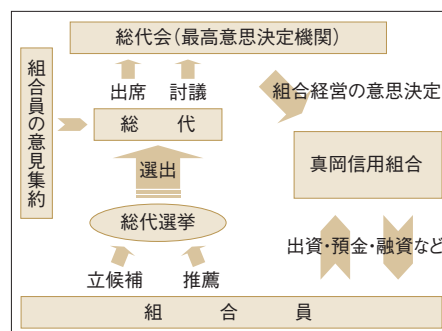 総代会（最高意思決定機関）
組合員の意見集約
出席
討議
組合経営の意思決定
総　代
選出
真岡信用組合
総代選挙
出資・預金・融資など
立候補
推薦
組　合　員